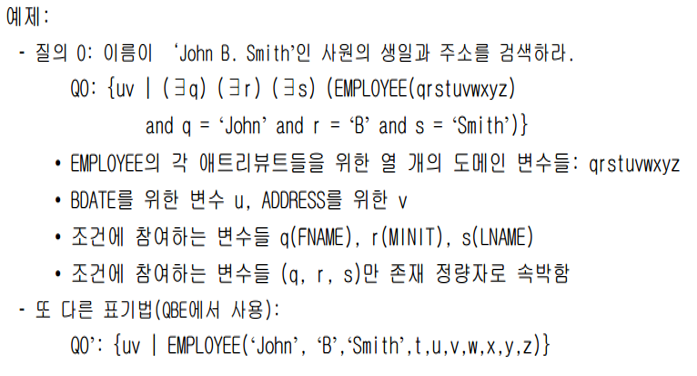 예제:
- 질의 0: 이름이 ‘John B. Smith’인 사원의 생일과 주소를 검색하라.
Q0: {uv | (∃q) (∃r) (∃s) (EMPLOYEE(qrstuvwxyz)
and q = ‘John’ and r = ‘B’ and s = ‘Smith’)}
• EMPLOYEE의 각 애트리뷰트들을 위한 열 개의 도메인 변수들: qrstuvwxyz
• BDATE를 위한 변수 u, ADDRESS를 위한 v
• 조건에 참여하는 변수들 q(FNAME), r(MINIT), s(LNAME)
• 조건에 참여하는 변수들 (q, r, s)만 존재 정량자로 속박함
- 또 다른 표기법(QBE에서 사용):
Q0’: {uv | EMPLOYEE(‘John’, ‘B’,‘Smith’,t,u,v,w,x,y,z)}